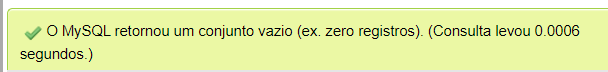 O MySQL retornou um conjunto vazio (ex. zero registros). (Consulta levou 0.0006
segundos.)